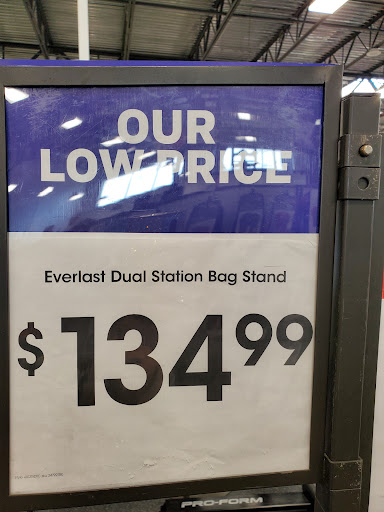 OUR
LOW PRICE
Everlast Dual Station Bag Stand
$134.99
PRO-FORM